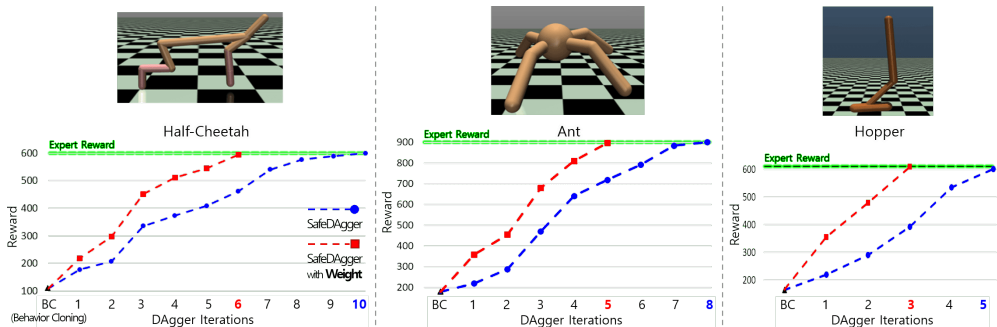 Half-Cheetah
Expert Reward
600
500
400
300
200
100
Reward
SafeDAgger
SafeDAgger
with Weight
BC 1 2 3 4 5 6 7 8 9 10
(Behavior Cloning)
DAgger Iterations
Ant
Expert Reward
900
800
700
600
500
400
300
200
Reward
BC 1 2 3 4 5 6 7 8
DAgger Iterations
Hopper
Expert Reward
600
500
400
300
200
Reward
BC 1 2 3 4 5
DAgger Iterations